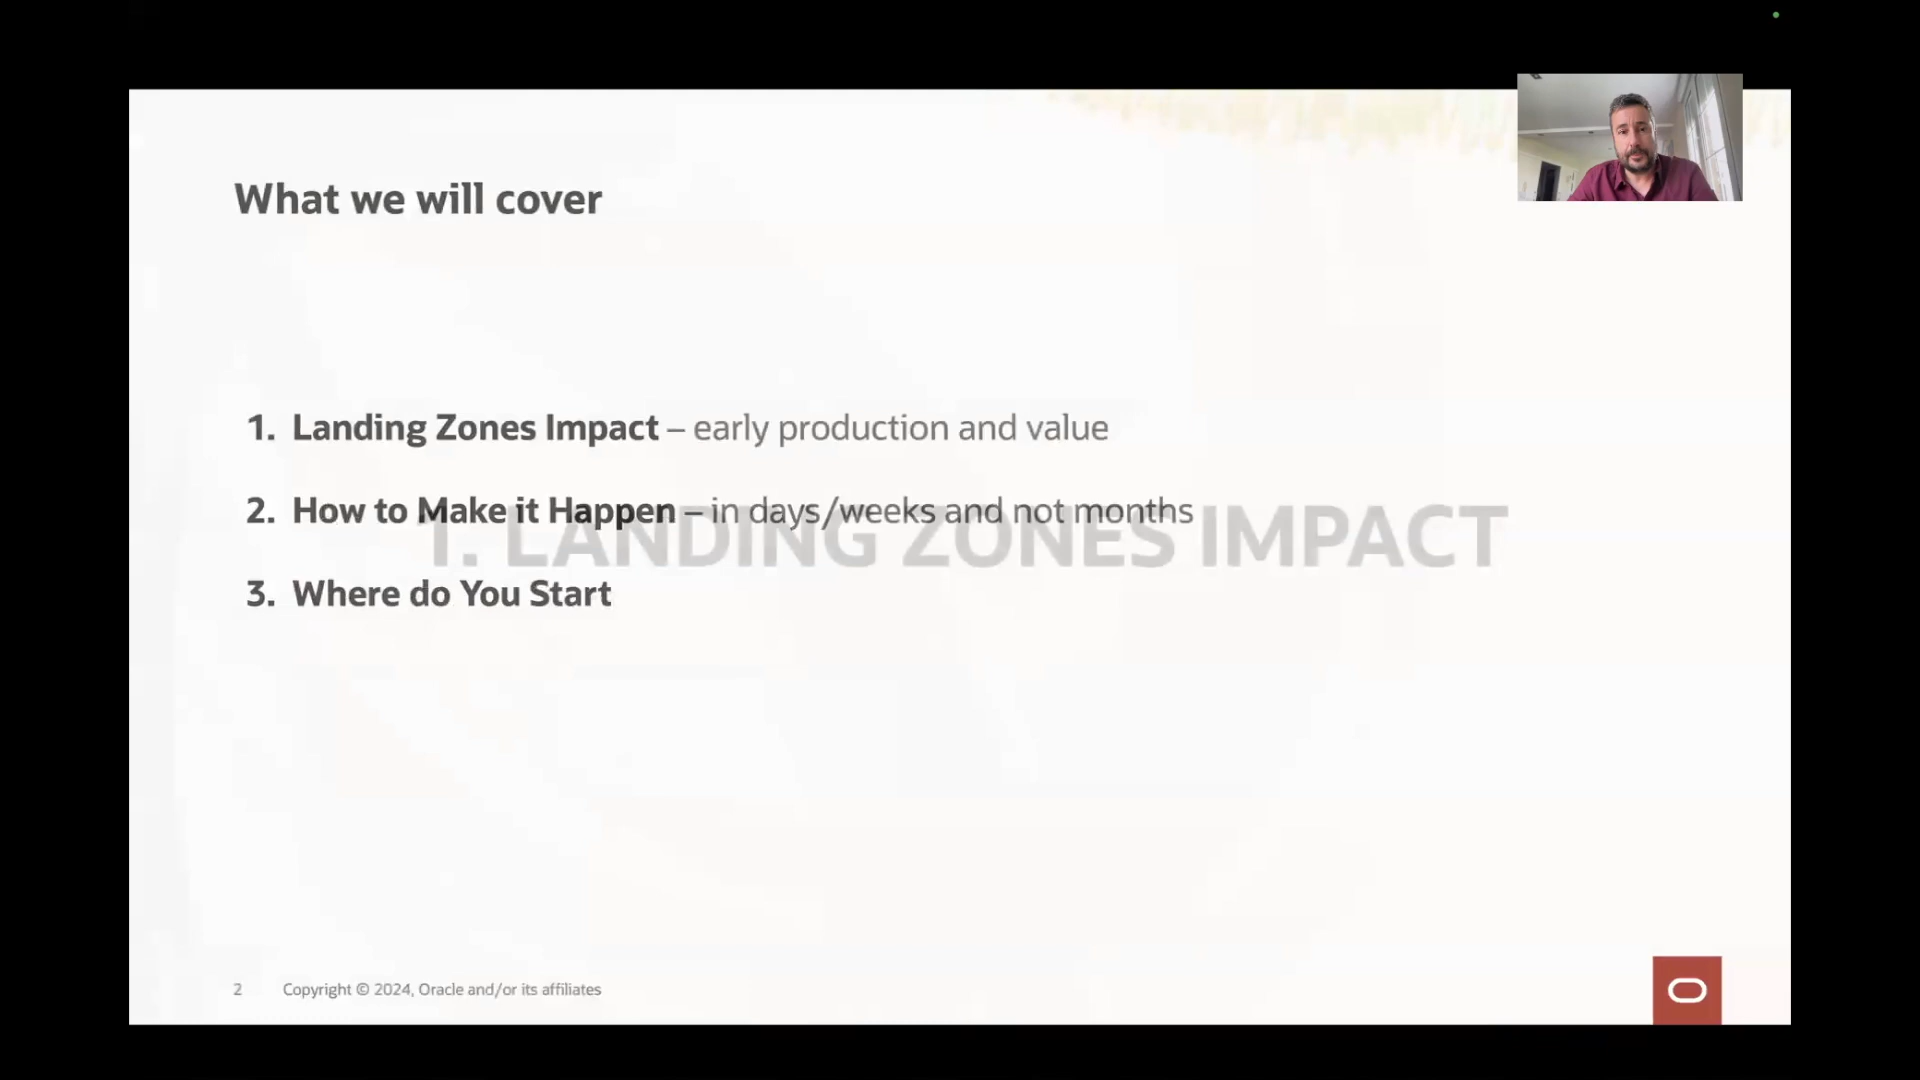 What we will cover
1. Landing Zones Impact – early production and value
2. How to Make it Happen – in days/weeks and not months
1. LANDING ZONES IMPACT
3. Where do You Start
2 Copyright © 2024, Oracle and/or its affiliates